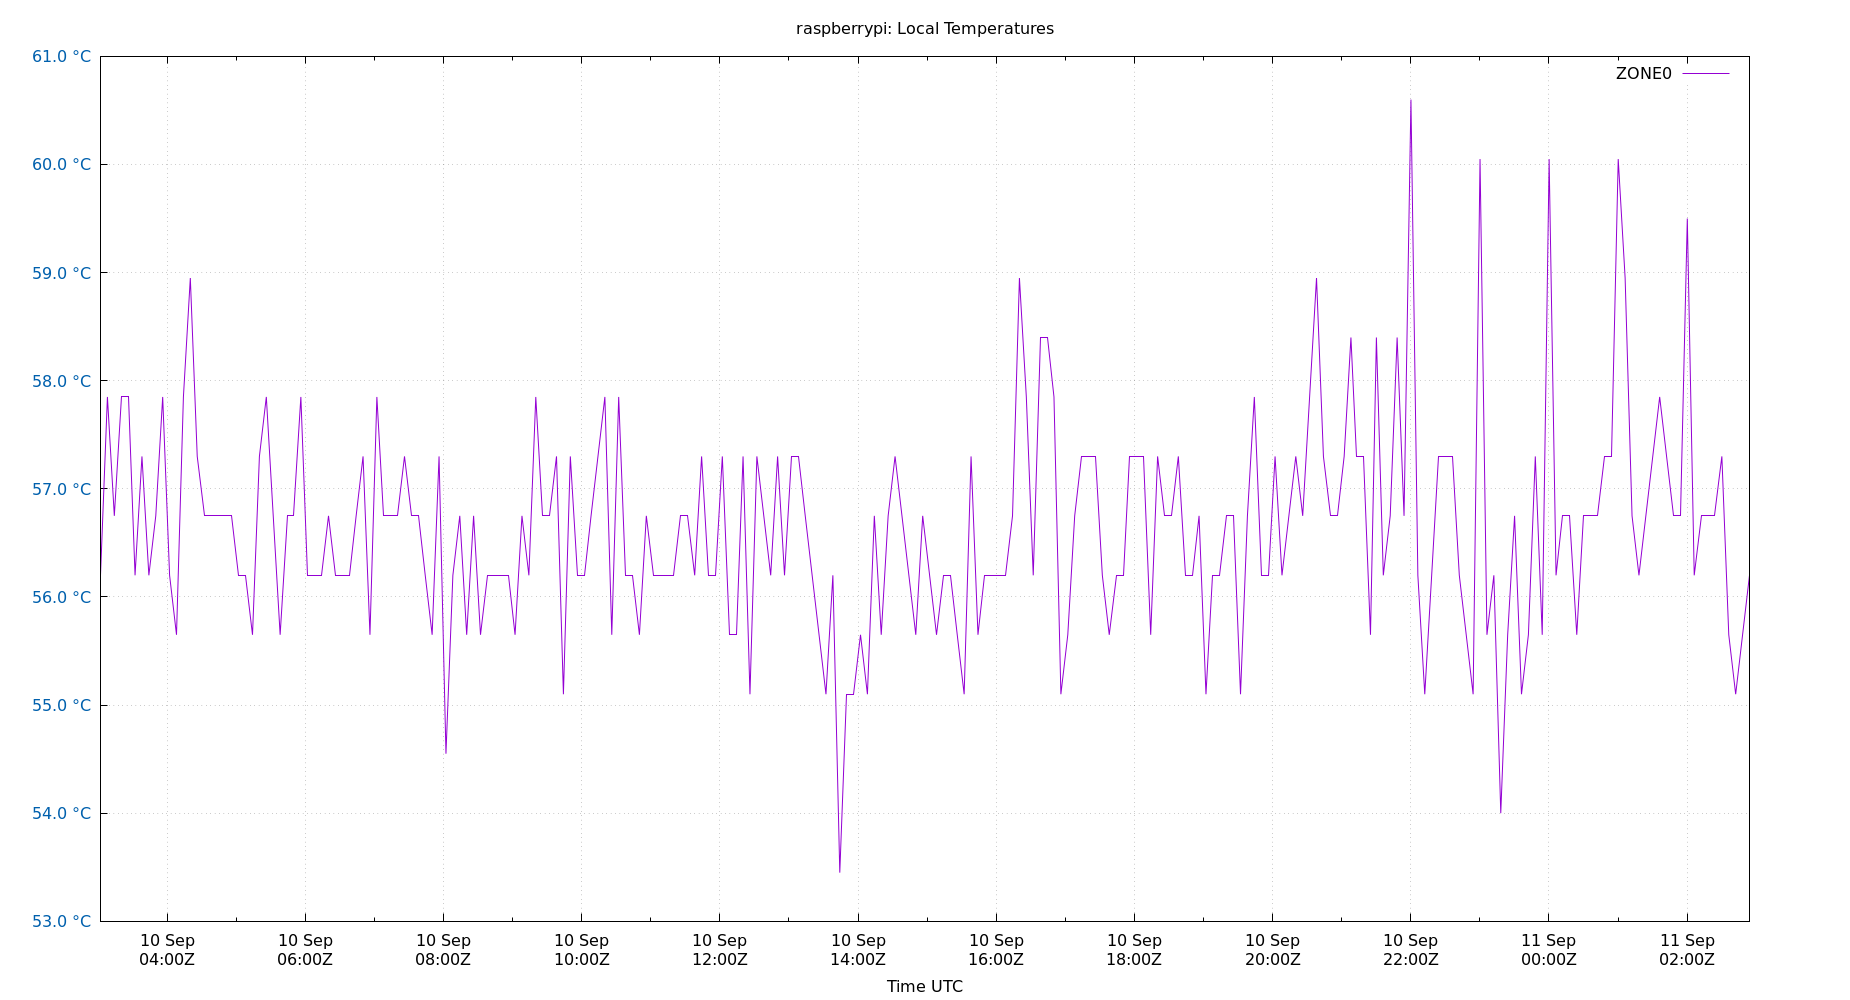 raspberrypi: Local Temperatures
61.0 °C
60.0 °C
59.0 °C
58.0 °C
57.0 °C
56.0 °C
55.0 °C
54.0 °C
53.0 °C
ZONE0
10 Sep 10 Sep 10 Sep 10 Sep 10 Sep 10 Sep 10 Sep 10 Sep 10 Sep 10 Sep 11 Sep 11 Sep
04:00Z 06:00Z 08:00Z 10:00Z 12:00Z 14:00Z 16:00Z 18:00Z 20:00Z 22:00Z 00:00Z 02:00Z
Time UTC